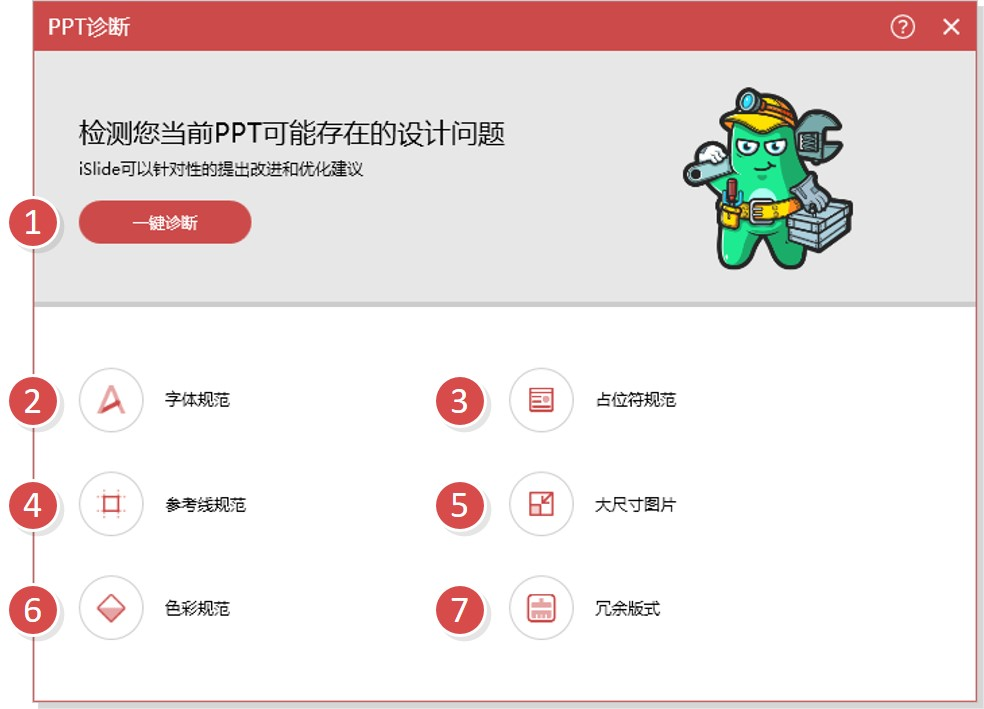 PPT诊断
?
检测您当前PPT可能存在的设计问题
iSlide可以针对性的提出改进和优化建议
1 一键诊断
2 字体规范
3 占位符规范
4 参考线规范
5 大尺寸图片
6 色彩规范
7 冗余版式